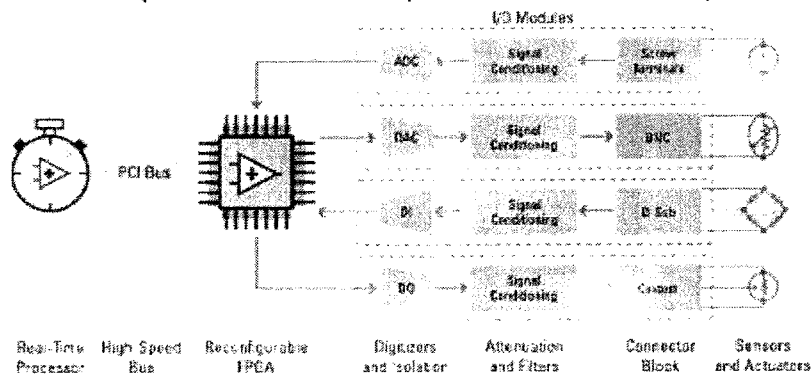 I/O Modules
ADC
Signal
Conditioning
Screw
Terminals
DAC
Signal
Conditioning
BNC
PCI Bus
DI
Signal
Conditioning
D-Sub
DO
Signal
Conditioning
Custom
Real-Time
Processor
High Speed
Bus
Reconfigurable
FPGA
Digitizers
and Isolation
Attenuation
and Filters
Connector
Block
Sensors
and Actuators